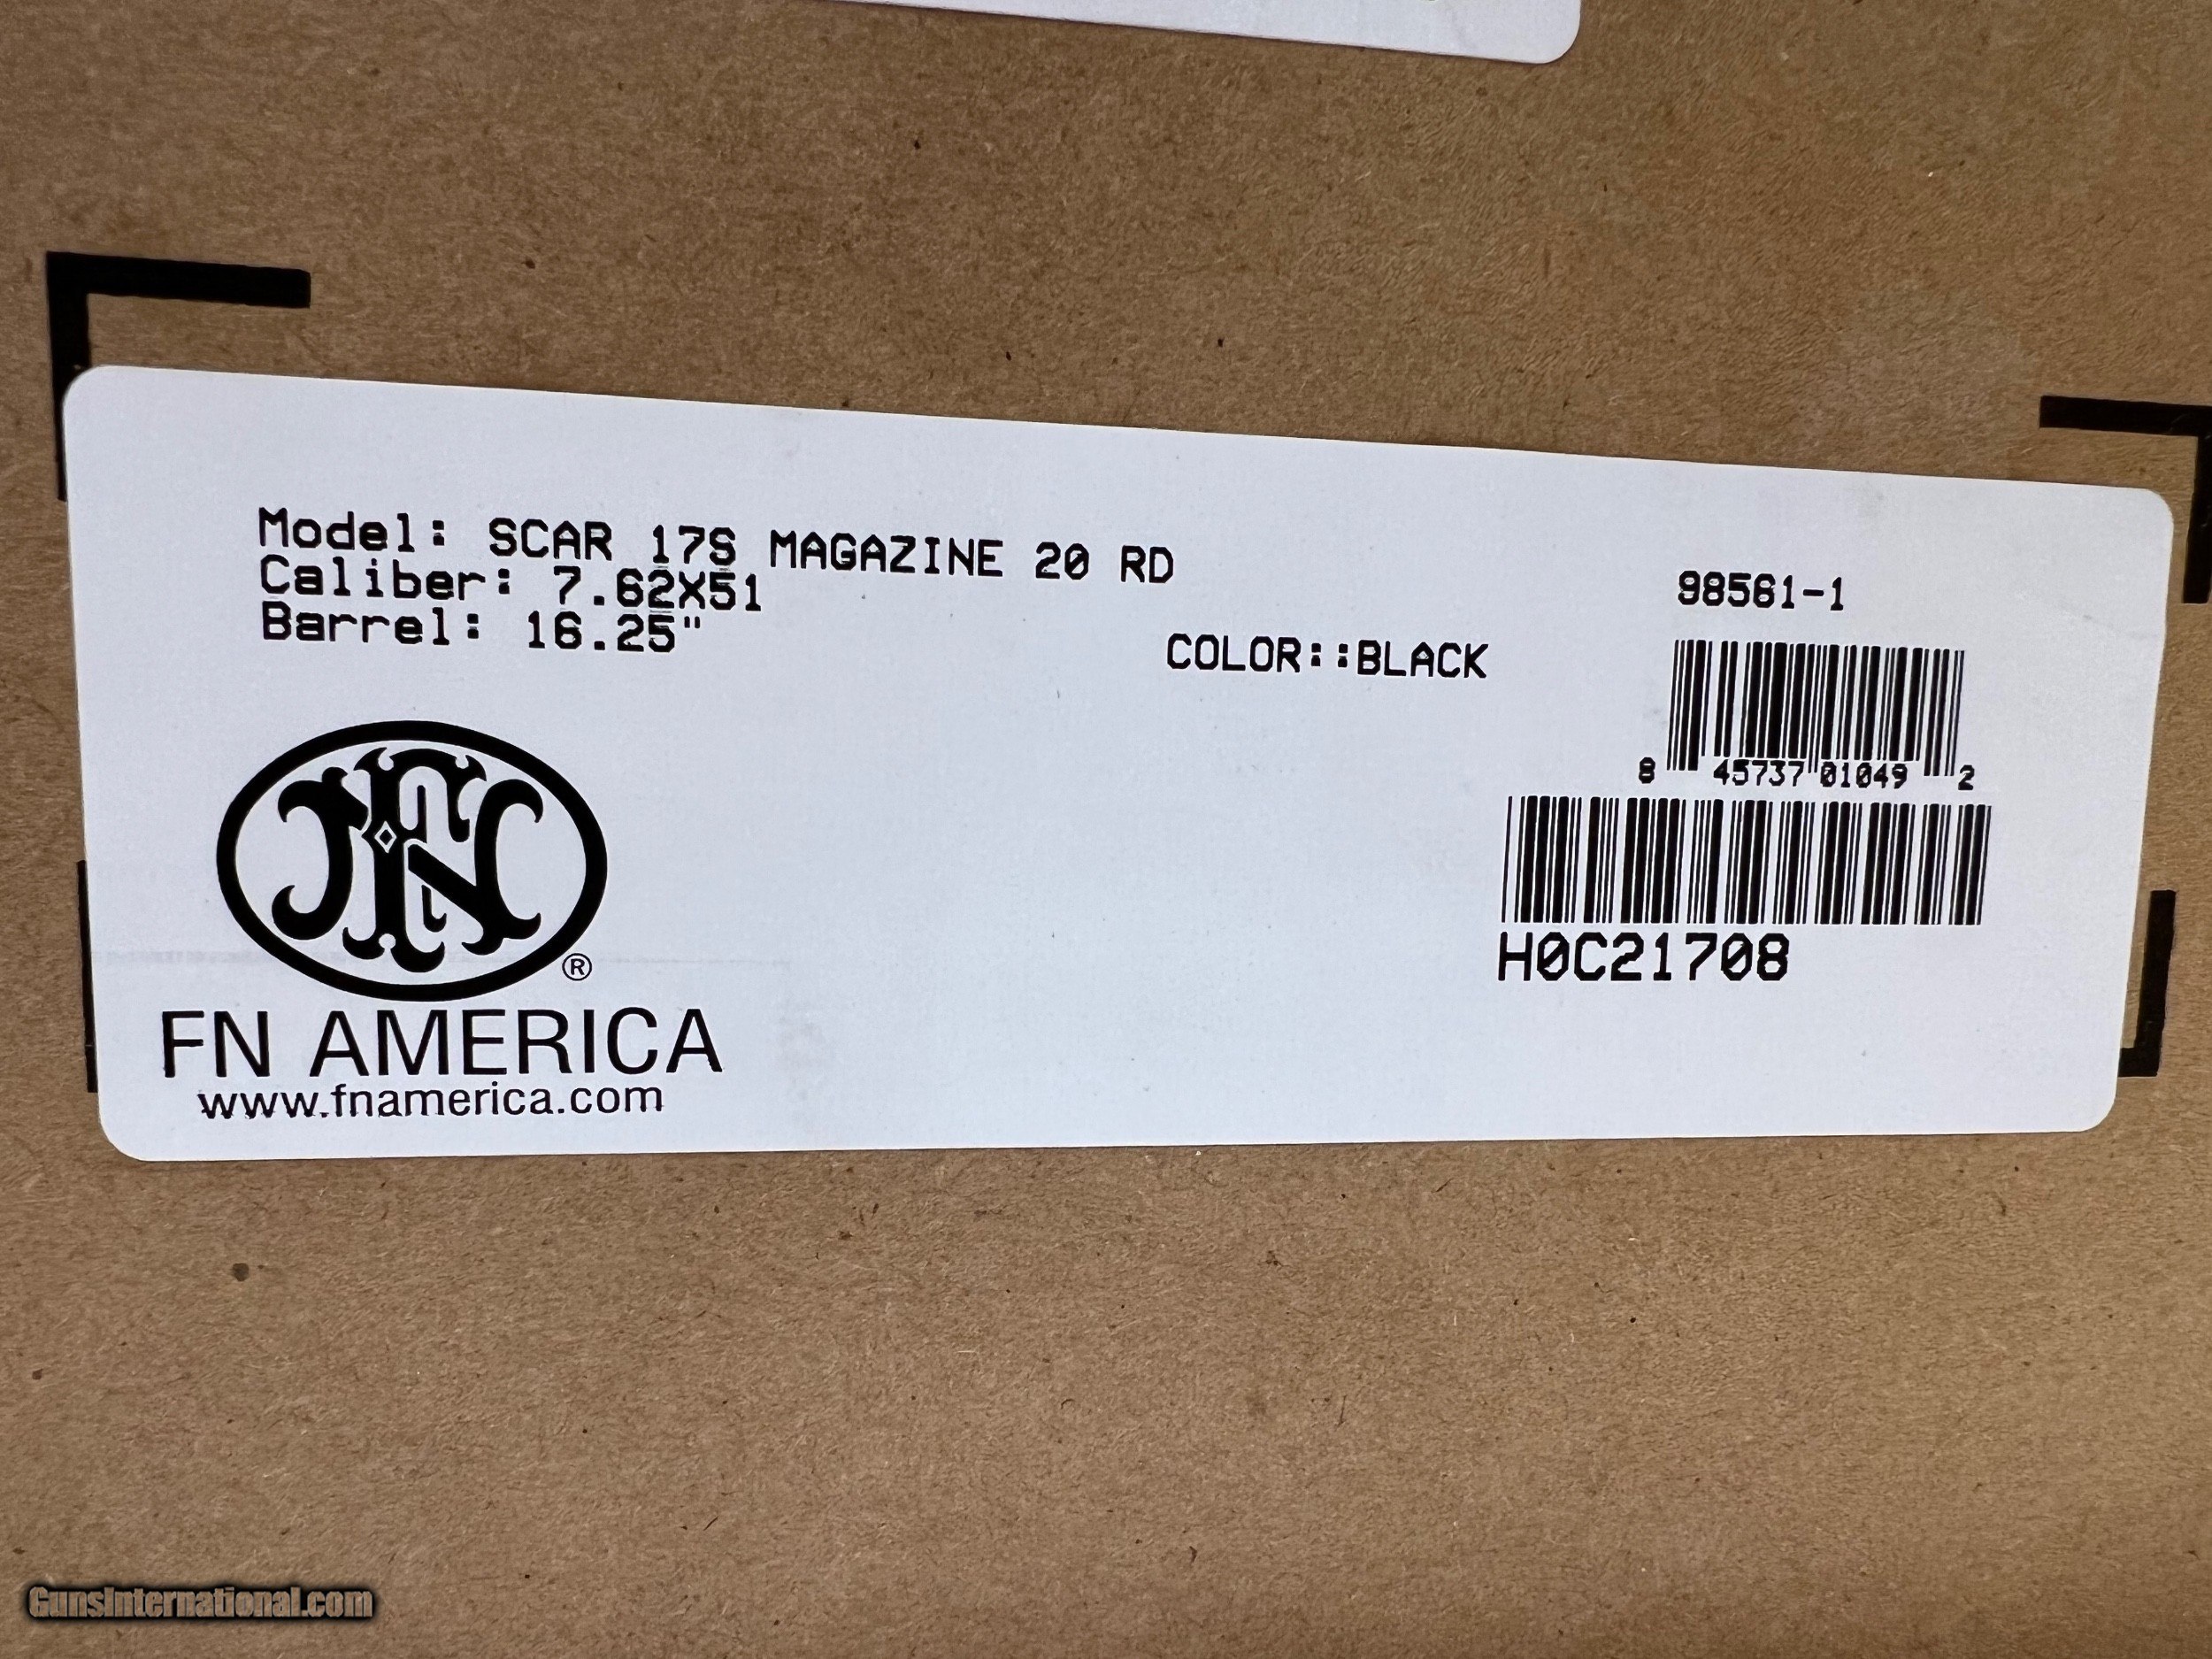 Model: SCAR 17S MAGAZINE 20 RD
Caliber: 7.62X51
Barrel: 16.25"
COLOR::BLACK
98561-1
8 45737 01049 2
H0C21708
FN
®
FN AMERICA
www.fnamerica.com
GunsInternational.com